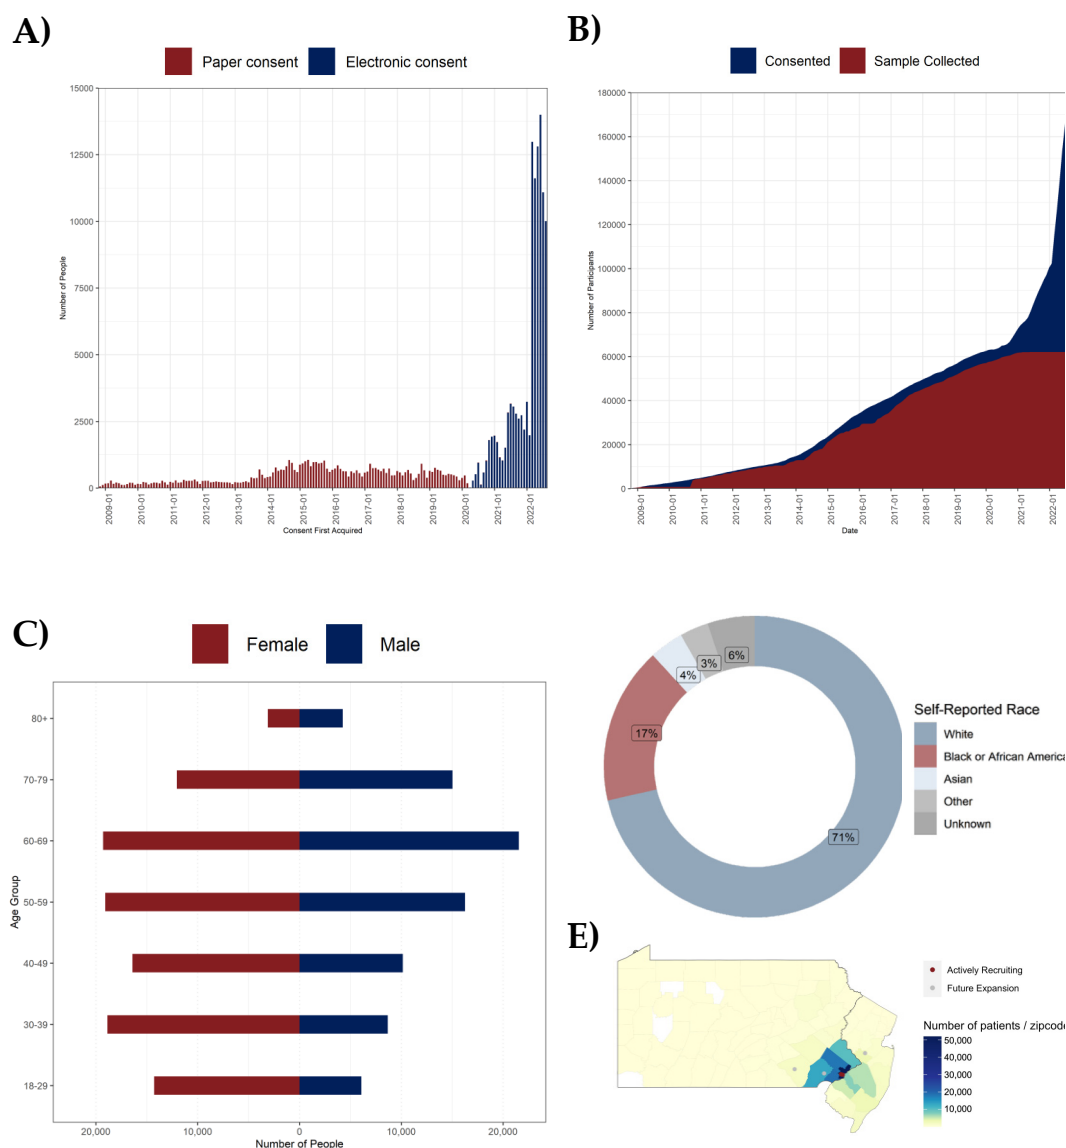 A)
Paper consent Electronic consent
15000
12500
10000
7500
5000
2500
0
Number of People
2009-01 2010-01 2011-01 2012-01 2013-01 2014-01 2015-01 2016-01 2017-01 2018-01 2019-01 2020-01 2021-01 2022-01
Consent First Acquired
B)
Consented Sample Collected
180000
160000
140000
120000
100000
80000
60000
40000
20000
0
Number of Participants
2009-01 2010-01 2011-01 2012-01 2013-01 2014-01 2015-01 2016-01 2017-01 2018-01 2019-01 2020-01 2021-01 2022-01
Date
C)
Female Male
80+
70-79
60-69
50-59
40-49
30-39
18-29
Age Group
20,000 10,000 0 10,000 20,000
Number of People
6%
3%
4%
17%
71%
Self-Reported Race
White
Black or African America
Asian
Other
Unknown
E)
Actively Recruiting
Future Expansion
Number of patients / zipcode
50,000
40,000
30,000
20,000
10,000